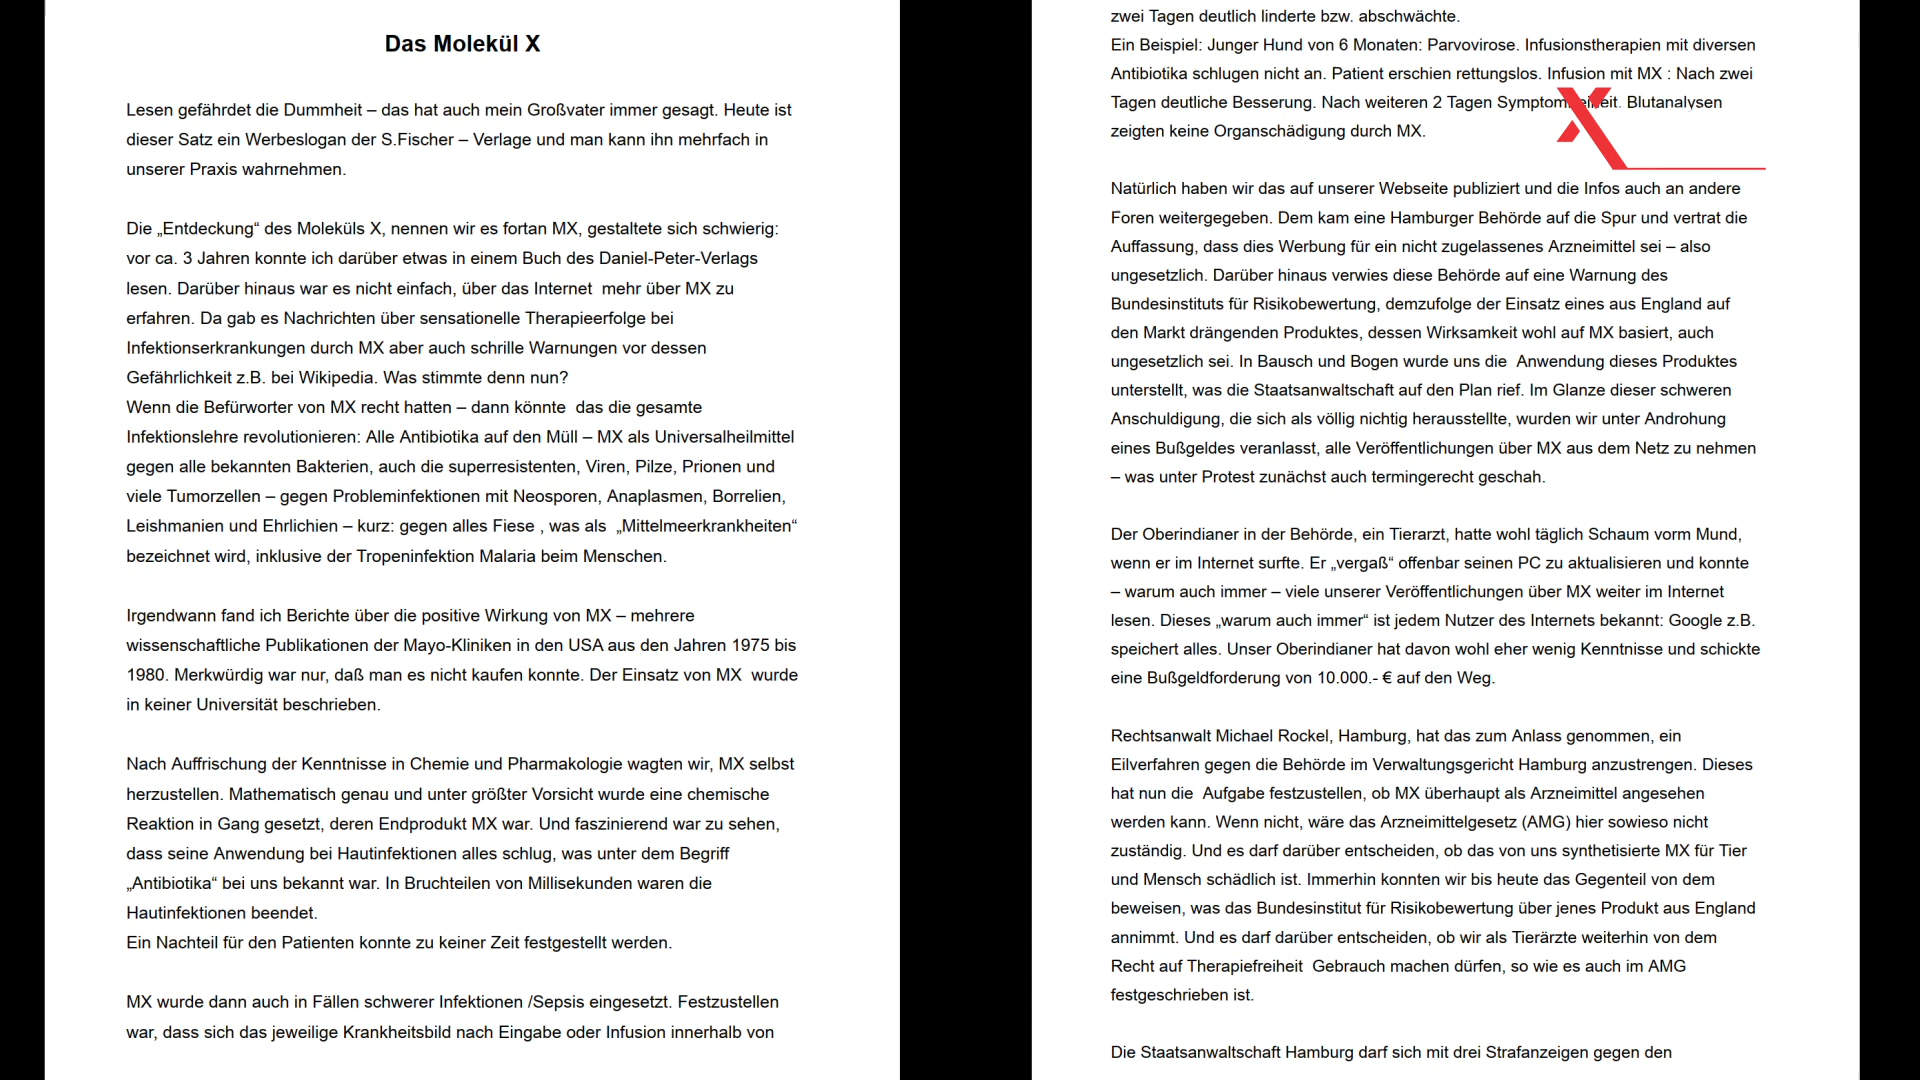 Das Molekül X
Lesen gefährdet die Dummheit – das hat auch mein Großvater immer gesagt. Heute ist
dieser Satz ein Werbeslogan der S.Fischer – Verlage und man kann ihn mehrfach in
unserer Praxis wahrnehmen.
Die „Entdeckung“ des Moleküls X, nennen wir es fortan MX, gestaltete sich schwierig:
vor ca. 3 Jahren konnte ich darüber etwas in einem Buch des Daniel-Peter-Verlags
lesen. Darüber hinaus war es nicht einfach, über das Internet  mehr über MX zu
erfahren. Da gab es Nachrichten über sensationelle Therapieerfolge bei
Infektionserkrankungen durch MX aber auch schrille Warnungen vor dessen
Gefährlichkeit z.B. bei Wikipedia. Was stimmte denn nun?
Wenn die Befürworter von MX recht hatten – dann könnte  das die gesamte
Infektionslehre revolutionieren: Alle Antibiotika auf den Müll – MX als Universalheilmittel
gegen alle bekannten Bakterien, auch die superresistenten, Viren, Pilze, Prionen und
viele Tumorzellen – gegen Probleminfektionen mit Neosporen, Anaplasmen, Borrelien,
Leishmanien und Ehrlichien – kurz: gegen alles Fiese , was als  „Mittelmeerkrankheiten“
bezeichnet wird, inklusive der Tropeninfektion Malaria beim Menschen.
Irgendwann fand ich Berichte über die positive Wirkung von MX – mehrere
wissenschaftliche Publikationen der Mayo-Kliniken in den USA aus den Jahren 1975 bis
1980. Merkwürdig war nur, daß man es nicht kaufen konnte. Der Einsatz von MX  wurde
in keiner Universität beschrieben.
Nach Auffrischung der Kenntnisse in Chemie und Pharmakologie wagten wir, MX selbst
herzustellen. Mathematisch genau und unter größter Vorsicht wurde eine chemische
Reaktion in Gang gesetzt, deren Endprodukt MX war. Und faszinierend war zu sehen,
dass seine Anwendung bei Hautinfektionen alles schlug, was unter dem Begriff
„Antibiotika“ bei uns bekannt war. In Bruchteilen von Millisekunden waren die
Hautinfektionen beendet.
Ein Nachteil für den Patienten konnte zu keiner Zeit festgestellt werden.
MX wurde dann auch in Fällen schwerer Infektionen /Sepsis eingesetzt. Festzustellen
war, dass sich das jeweilige Krankheitsbild nach Eingabe oder Infusion innerhalb von
zwei Tagen deutlich linderte bzw. abschwächte.
Ein Beispiel: Junger Hund von 6 Monaten: Parvovirose. Infusionstherapien mit diversen
Antibiotika schlugen nicht an. Patient erschien rettungslos. Infusion mit MX : Nach zwei
Tagen deutliche Besserung. Nach weiteren 2 Tagen Blutanalysen
zeigten keine Organschädigung durch MX.
Natürlich haben wir das auf unserer Webseite publiziert und die Infos auch an andere
Foren weitergegeben. Dem kam eine Hamburger Behörde auf die Spur und vertrat die
Auffassung, dass dies Werbung für ein nicht zugelassenes Arzneimittel sei – also
ungesetzlich. Darüber hinaus verwies diese Behörde auf eine Warnung des
Bundesinstituts für Risikobewertung, demzufolge der Einsatz eines aus England auf
den Markt drängenden Produktes, dessen Wirksamkeit wohl auf MX basiert, auch
ungesetzlich sei. In Bausch und Bogen wurde uns die  Anwendung dieses Produktes
unterstellt, was die Staatsanwaltschaft auf den Plan rief. Im Glanze dieser schweren
Anschuldigung, die sich als völlig nichtig herausstellte, wurden wir unter Androhung
eines Bußgeldes veranlasst, alle Veröffentlichungen über MX aus dem Netz zu nehmen
– was unter Protest zunächst auch termingerecht geschah.
Der Oberindianer in der Behörde, ein Tierarzt, hatte wohl täglich Schaum vorm Mund,
wenn er im Internet surfte. Er „vergaß“ offenbar seinen PC zu aktualisieren und konnte
– warum auch immer – viele unserer Veröffentlichungen über MX weiter im Internet
lesen. Dieses „warum auch immer“ ist jedem Nutzer des Internets bekannt: Google z.B.
speichert alles. Unser Oberindianer hat davon wohl eher wenig Kenntnisse und schickte
eine Bußgeldforderung von 10.000.- € auf den Weg.
Rechtsanwalt Michael Rockel, Hamburg, hat das zum Anlass genommen, ein
Eilverfahren gegen die Behörde im Verwaltungsgericht Hamburg anzustrengen. Dieses
hat nun die  Aufgabe festzustellen, ob MX überhaupt als Arzneimittel angesehen
werden kann. Wenn nicht, wäre das Arzneimittelgesetz (AMG) hier sowieso nicht
zuständig. Und es darf darüber entscheiden, ob das von uns synthetisierte MX für Tier
und Mensch schädlich ist. Immerhin konnten wir bis heute das Gegenteil von dem
beweisen, was das Bundesinstitut für Risikobewertung über jenes Produkt aus England
annimmt. Und es darf darüber entscheiden, ob wir als Tierärzte weiterhin von dem
Recht auf Therapiefreiheit  Gebrauch machen dürfen, so wie es auch im AMG
festgeschrieben ist.
Die Staatsanwaltschaft Hamburg darf sich mit drei Strafanzeigen gegen den